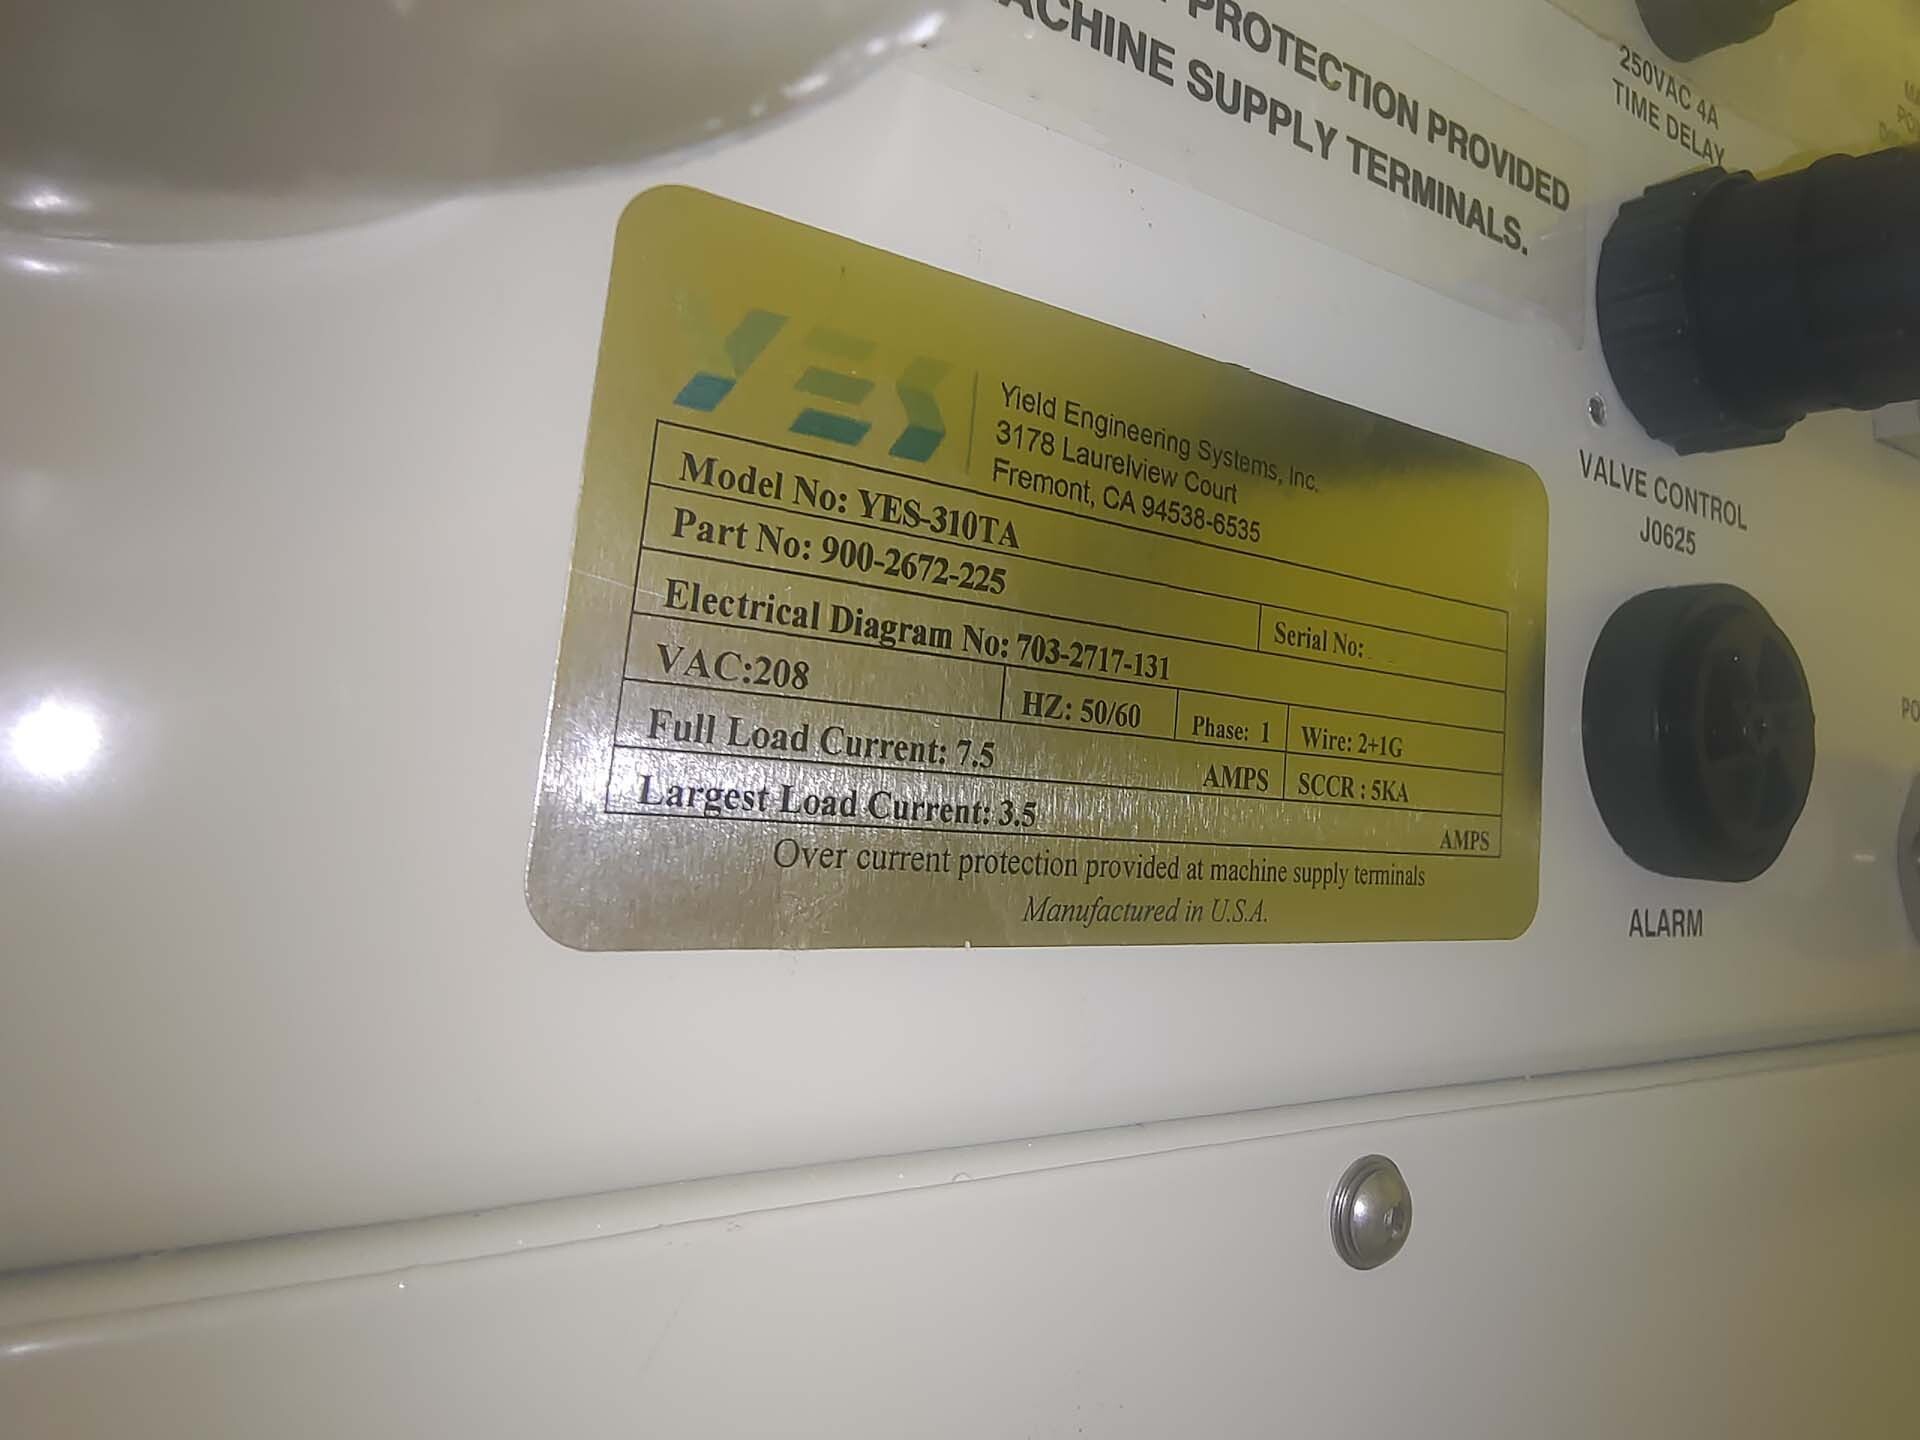 PROTECTION PROVIDED
MACHINE SUPPLY TERMINALS.
250VAC 4A
TIME DELAY
YES
Yield Engineering Systems, Inc.
3178 Laurelview Court
Fremont, CA 94538-6535
Model No: YES-310TA
Part No: 900-2672-225
Serial No:
Electrical Diagram No: 703-2717-131
VAC:208 HZ: 50/60 Phase: 1 Wire: 2+1G
Full Load Current: 7.5 AMPS SCCR : 5KA
Largest Load Current: 3.5 AMPS
Over current protection provided at machine supply terminals
Manufactured in U.S.A.
VALVE CONTROL
J0625
ALARM